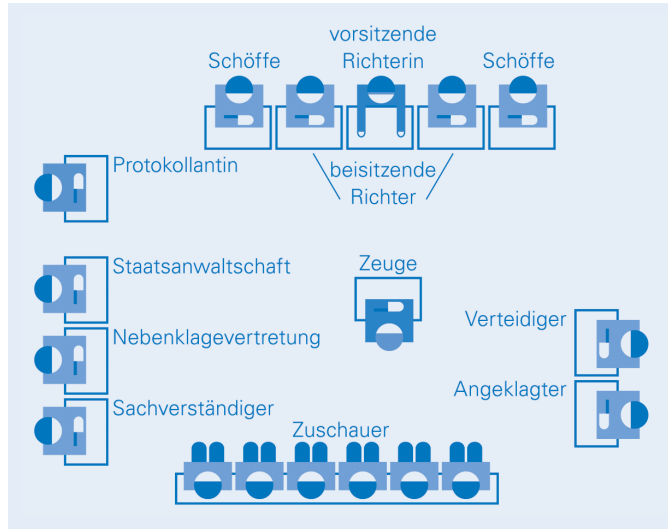 vorsitzende
Schöffe Richterin Schöffe
Protokollantin
beisitzende
Richter
Staatsanwaltschaft
Zeuge
Verteidiger
Nebenklagevertretung
Angeklagter
Sachverständiger
Zuschauer